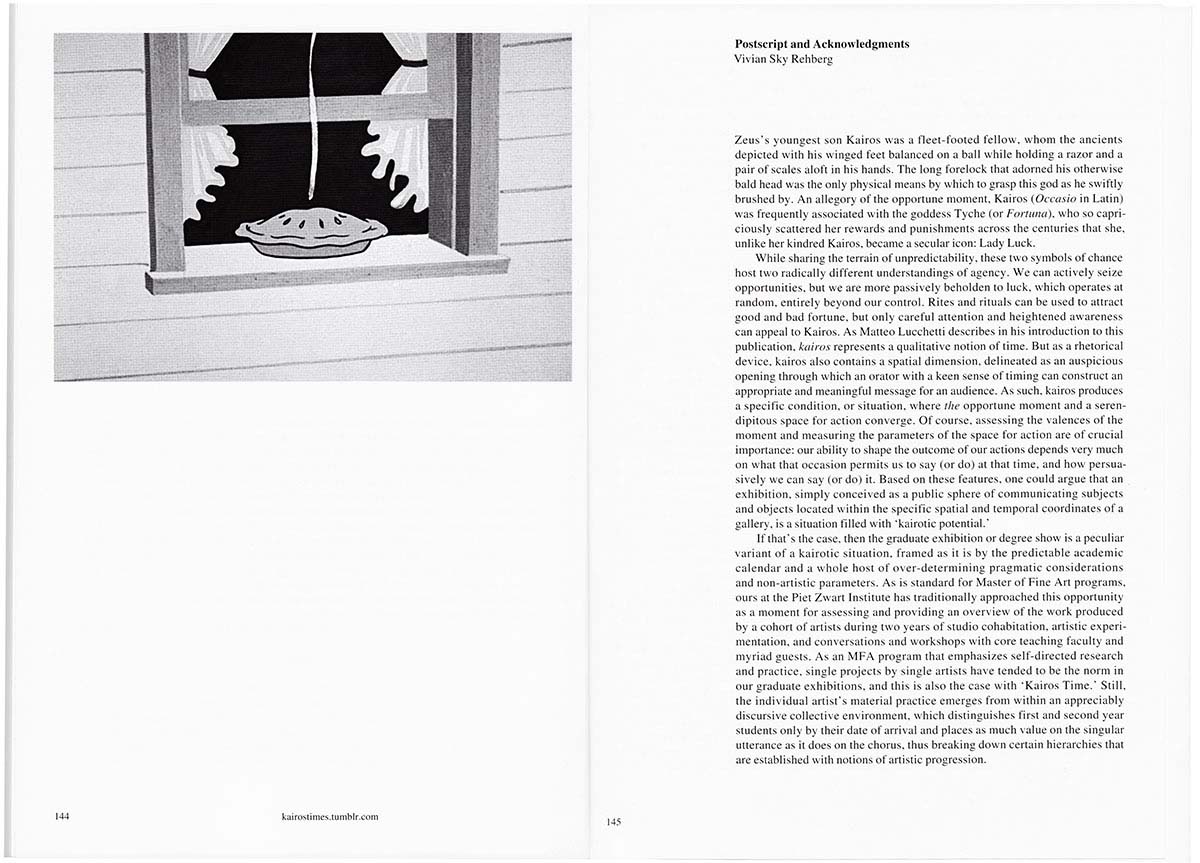 144
kairostimes.tumblr.com
Postscript and Acknowledgments
Vivian Sky Rehberg
Zeus's youngest son Kairos was a fleet-footed fellow, whom the ancients
depicted with his winged feet balanced on a ball while holding a razor and a
pair of scales aloft in his hands. The long forelock that adorned his otherwise
bald head was the only physical means by which to grasp this god as he swiftly
brushed by. An allegory of the opportune moment, Kairos (Occasio in Latin)
was frequently associated with the goddess Tyche (or Fortuna), who so capri-
ciously scattered her rewards and punishments across the centuries that she,
unlike her kindred Kairos, became a secular icon: Lady Luck.
While sharing the terrain of unpredictability, these two symbols of chance
host two radically different understandings of agency. We can actively seize
opportunities, but we are more passively beholden to luck, which operates at
random, entirely beyond our control. Rites and rituals can be used to attract
good and bad fortune, but only careful attention and heightened awareness
can appeal to Kairos. As Matteo Lucchetti describes in his introduction to this
publication, kairos represents a qualitative notion of time. But as a rhetorical
device, kairos also contains a spatial dimension, delineated as an auspicious
opening through which an orator with a keen sense of timing can construct an
appropriate and meaningful message for an audience. As such, kairos produces
a specific condition, or situation, where the opportune moment and a seren-
dipitous space for action converge. Of course, assessing the valences of the
moment and measuring the parameters of the space for action are of crucial
importance: our ability to shape the outcome of our actions depends very much
on what that occasion permits us to say (or do) at that time, and how persua-
sively we can say (or do) it. Based on these features, one could argue that an
exhibition, simply conceived as a public sphere of communicating subjects
and objects located within the specific spatial and temporal coordinates of a
gallery, is a situation filled with ‘kairotic potential.’
If that's the case, then the graduate exhibition or degree show is a peculiar
variant of a kairotic situation, framed as it is by the predictable academic
calendar and a whole host of over-determining pragmatic considerations
and non-artistic parameters. As is standard for Master of Fine Art programs,
ours at the Piet Zwart Institute has traditionally approached this opportunity
as a moment for assessing and providing an overview of the work produced
by a cohort of artists during two years of studio cohabitation, artistic experi-
mentation, and conversations and workshops with core teaching faculty and
myriad guests. As an MFA program that emphasizes self-directed research
and practice, single projects by single artists have tended to be the norm in
our graduate exhibitions, and this is also the case with ‘Kairos Time.’ Still,
the individual artist's material practice emerges from within an appreciably
discursive collective environment, which distinguishes first and second year
students only by their date of arrival and places as much value on the singular
utterance as it does on the chorus, thus breaking down certain hierarchies that
are established with notions of artistic progression.
145